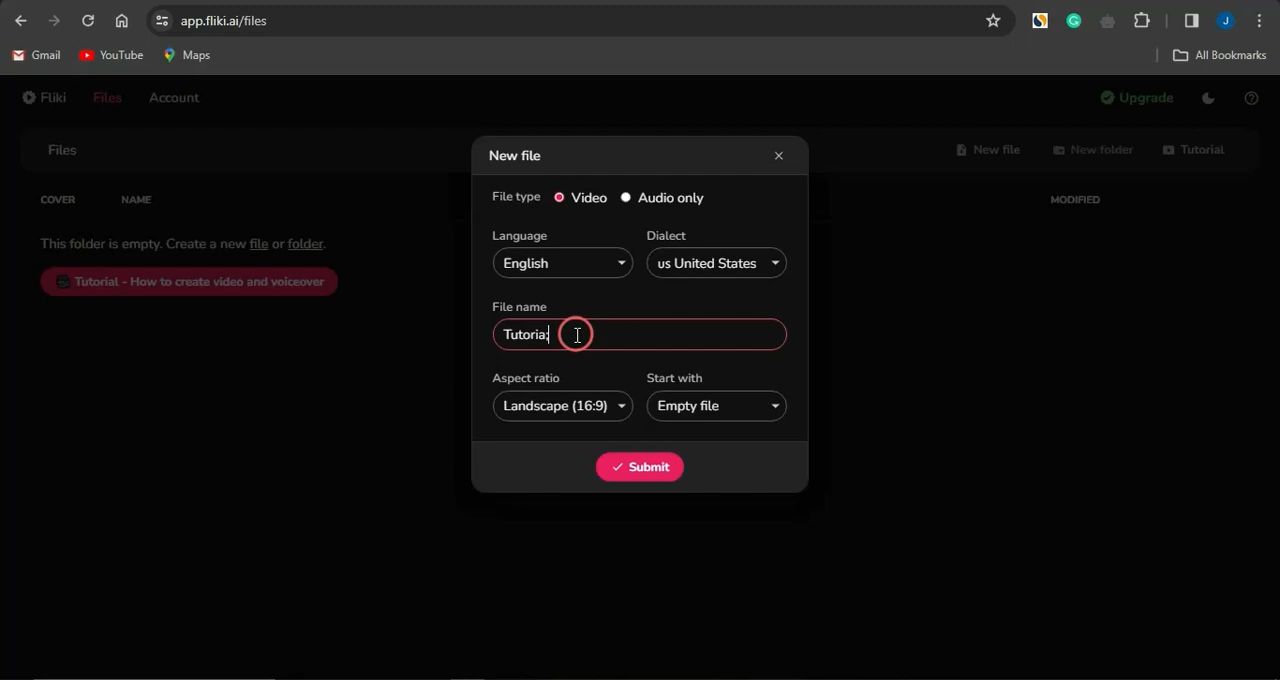 app.fliki.ai/files
Gmail YouTube Maps All Bookmarks
Fliki Files Account Upgrade
Files New file New folder Tutorial
COVER NAME MODIFIED
This folder is empty. Create a new file or folder.
Tutorial - How to create video and voiceover
New file
File type Video Audio only
Language Dialect
English us United States
File name
Tutoria;
Aspect ratio Start with
Landscape (16:9) Empty file
Submit
J